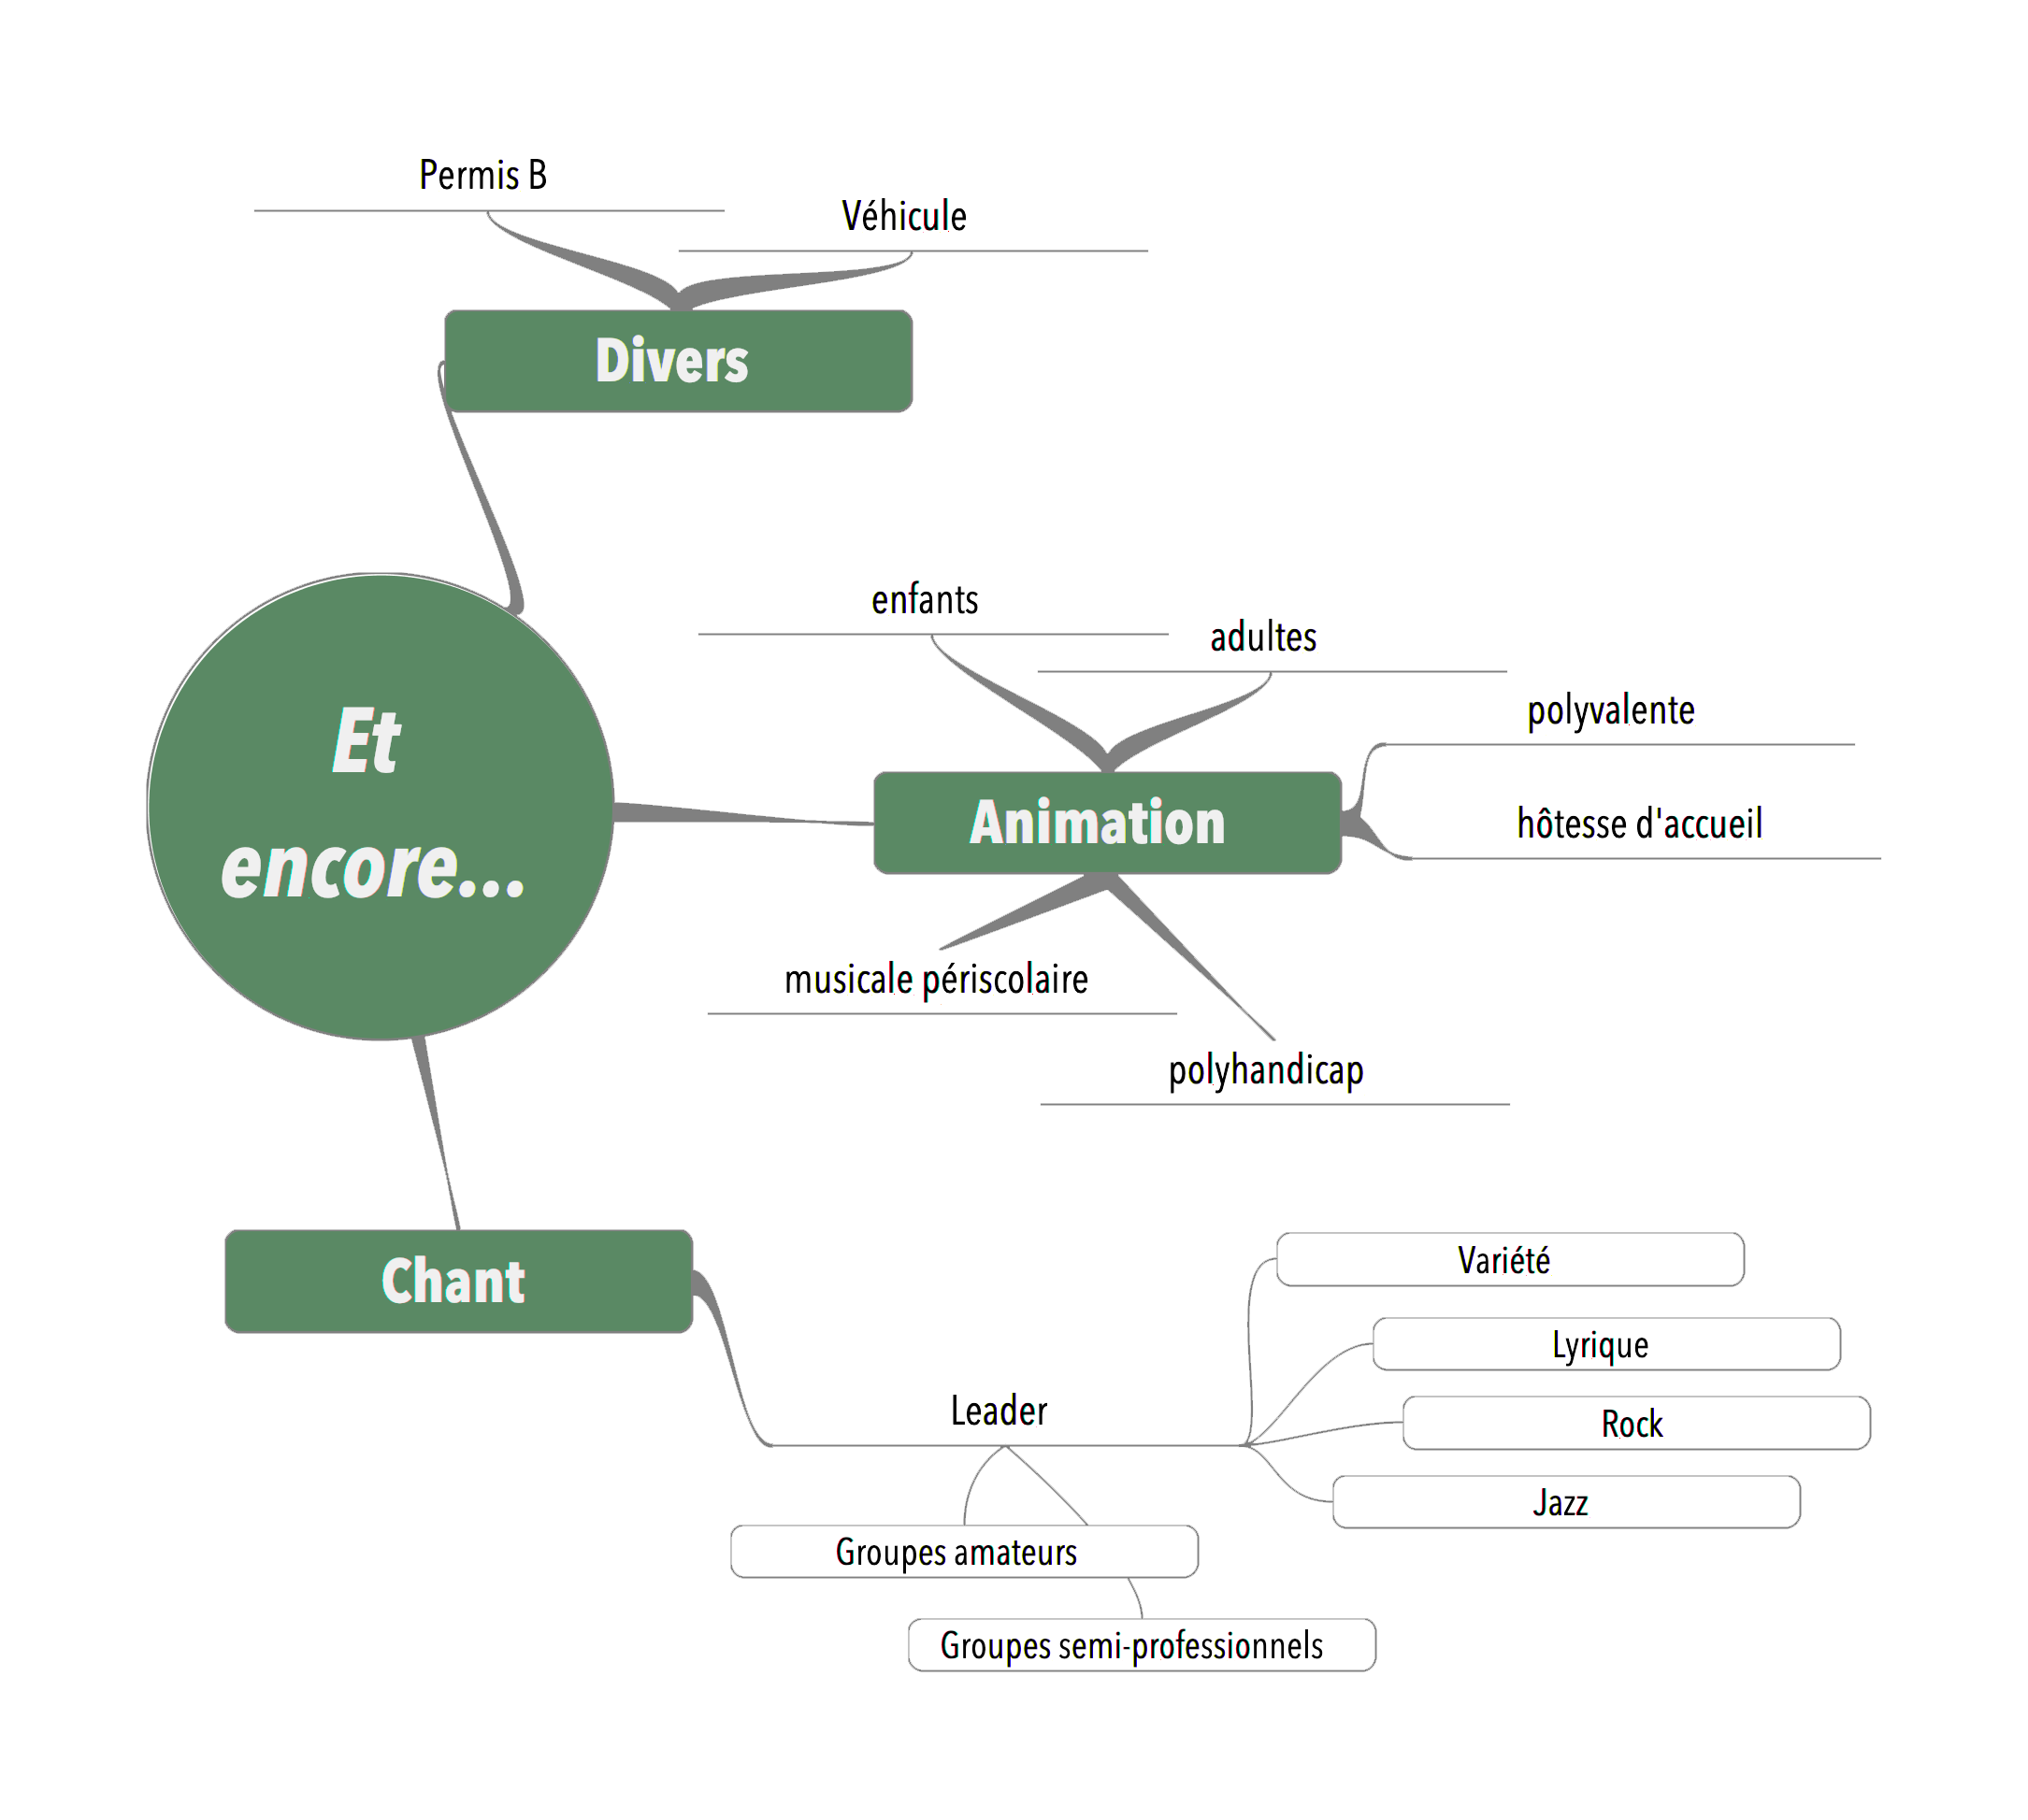 Permis B
Véhicule
Divers
enfants
adultes
polyvalente
Et
encore...
Animation
hôtesse d'accueil
musicale périscolaire
polyhandicap
Chant
Variété
Lyrique
Leader
Rock
Jazz
Groupes amateurs
Groupes semi-professionnels